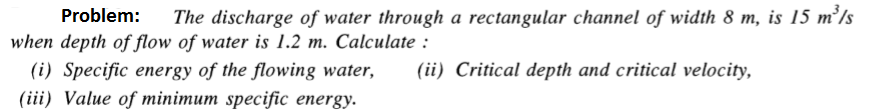 Problem: The discharge of water through a rectangular channel of width 8 m, is 15 m³/s
when depth of flow of water is 1.2 m. Calculate :
(i) Specific energy of the flowing water, (ii) Critical depth and critical velocity,
(iii) Value of minimum specific energy.